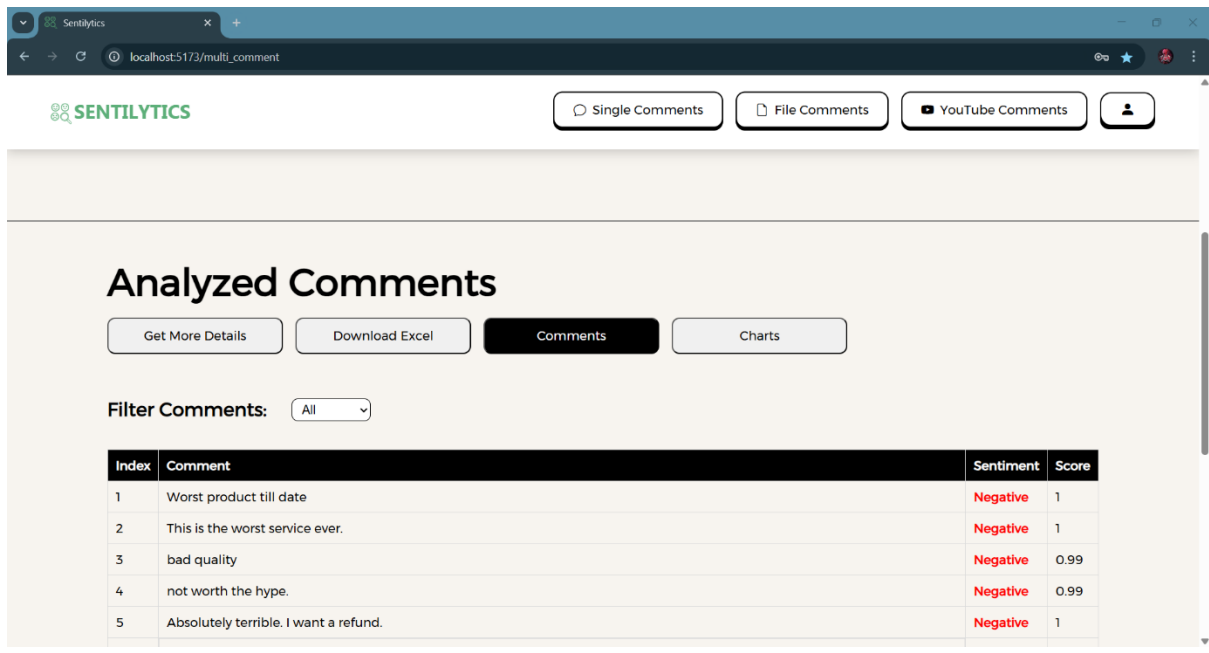 Sentilytics
localhost:5173/multi_comment
SENTILYTICS
Single Comments
File Comments
YouTube Comments
Analyzed Comments
Get More Details
Download Excel
Comments
Charts
Filter Comments: All
Index Comment Sentiment Score
1 Worst product till date Negative 1
2 This is the worst service ever. Negative 1
3 bad quality Negative 0.99
4 not worth the hype. Negative 0.99
5 Absolutely terrible. I want a refund. Negative 1